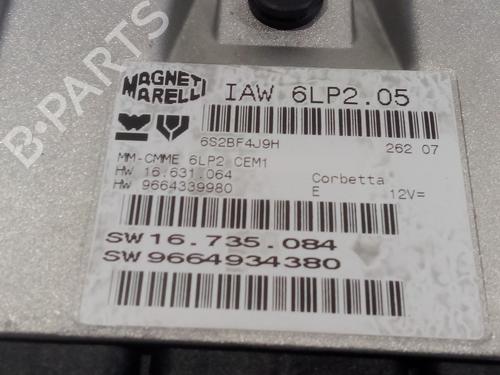 B-PARTS
MAGNETI MARELLI IAW 6LP2.05
6S2BF4J9H 262 07
MM-CMME 6LP2 CEM1
HW 16.631.064 Corbetta
HW 9664339980 E 12V=
SW 16.735.084
SW 9664934380